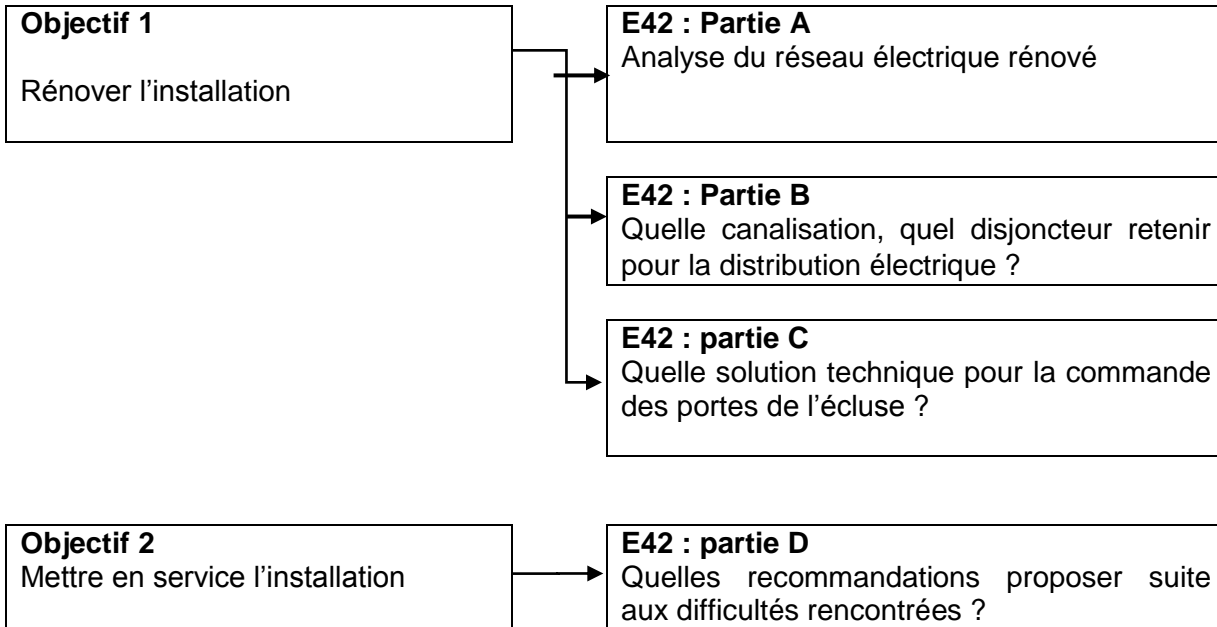 Objectif 1
Rénover l’installation
E42 : Partie A
Analyse du réseau électrique rénové
E42 : Partie B
Quelle canalisation, quel disjoncteur retenir
pour la distribution électrique ?
E42 : partie C
Quelle solution technique pour la commande
des portes de l’écluse ?
Objectif 2
Mettre en service l’installation
E42 : partie D
Quelles recommandations proposer suite
aux difficultés rencontrées ?